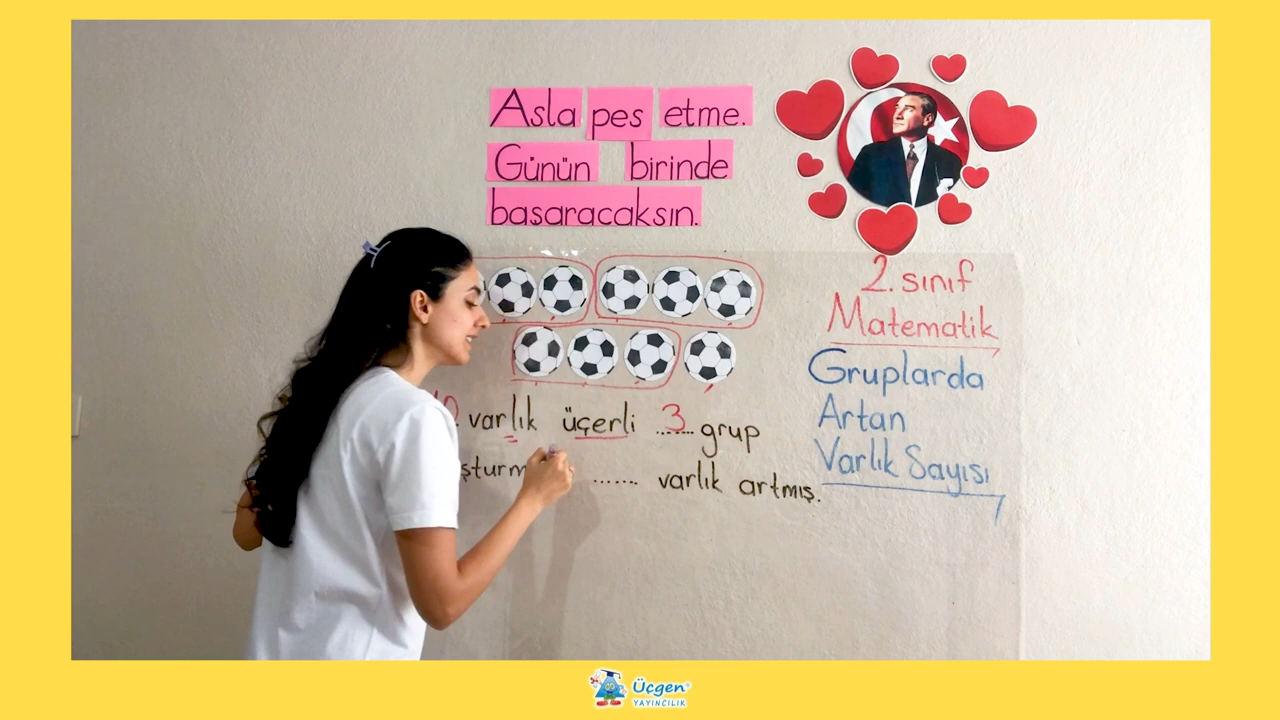 Asla pes etme.
Günün birinde
başaracaksın.
2. sınıf
Matematik
Gruplarda
Artan
Varlık Sayısı
varlık üçerli 3 grup
varlık artmış.
Üçgen
YAYINCILIK